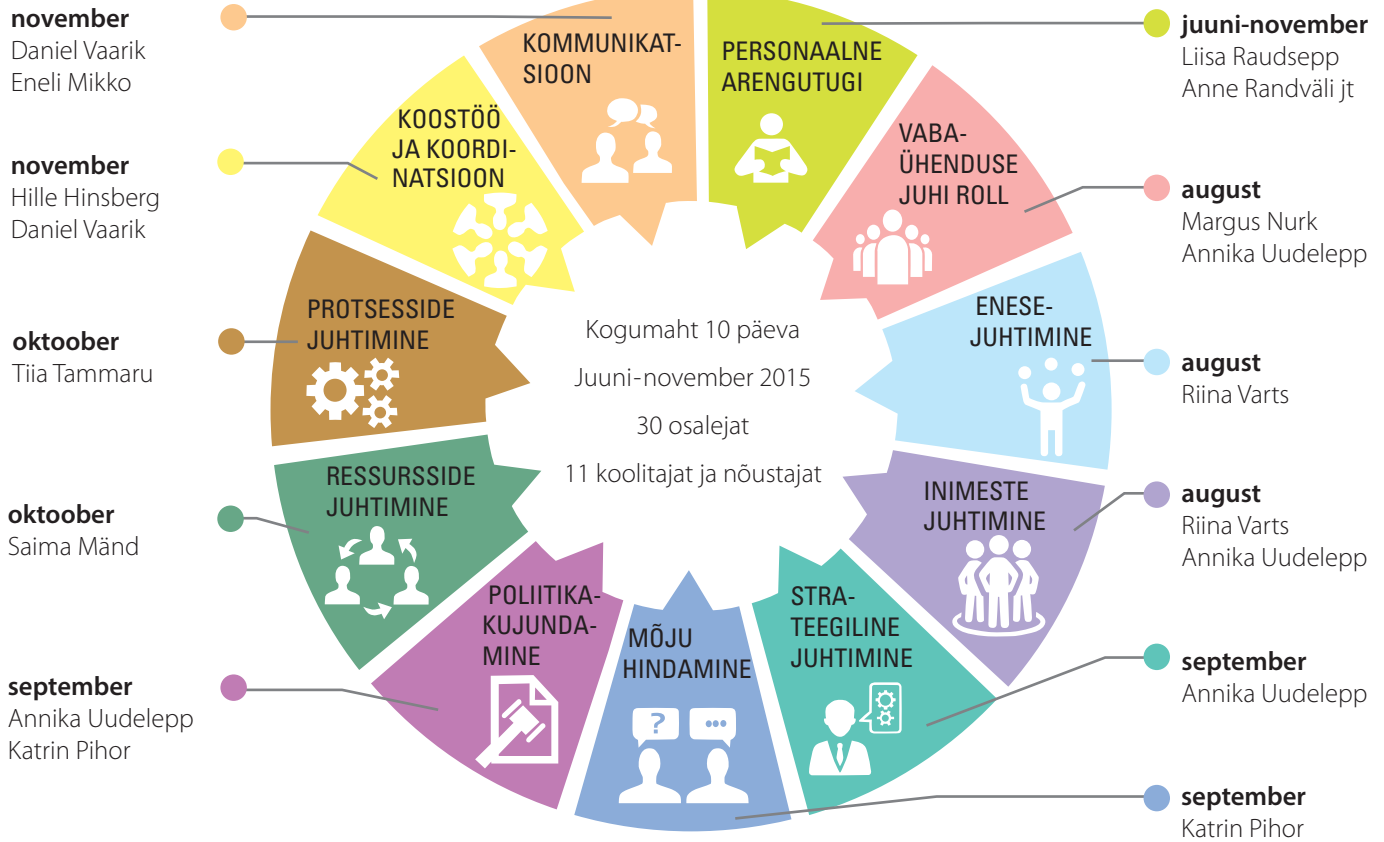 november
Daniel Vaarik
Eneli Mikko
november
Hille Hinsberg
Daniel Vaarik
oktoober
Tiia Tammaru
oktoober
Saima Mänd
september
Annika Uudelepp
Katrin Pihor
KOMMUNIKAT-
SIOON
PERSONAALNE
ARENGUTUGI
KOOSTÖÖ
JA KOORDI-
NATSIOON
VABA-
ÜHENDUSE
JUHI ROLL
PROTSESSIDE
JUHTIMINE
ENESE-
JUHTIMINE
Kogumaht 10 päeva
Juuni-november 2015
30 osalejat
11 koolitajat ja nõustajat
RESSURSSIDE
JUHTIMINE
INIMESTE
JUHTIMINE
POLIITIKA-
KUJUNDA-
MINE
MÕJU
HINDAMINE
?
...
STRA-
TEEGILINE
JUHTIMINE
juuni-november
Liisa Raudsepp
Anne Randväli jt
august
Margus Nurk
Annika Uudelepp
august
Riina Varts
august
Riina Varts
Annika Uudelepp
september
Annika Uudelepp
september
Katrin Pihor